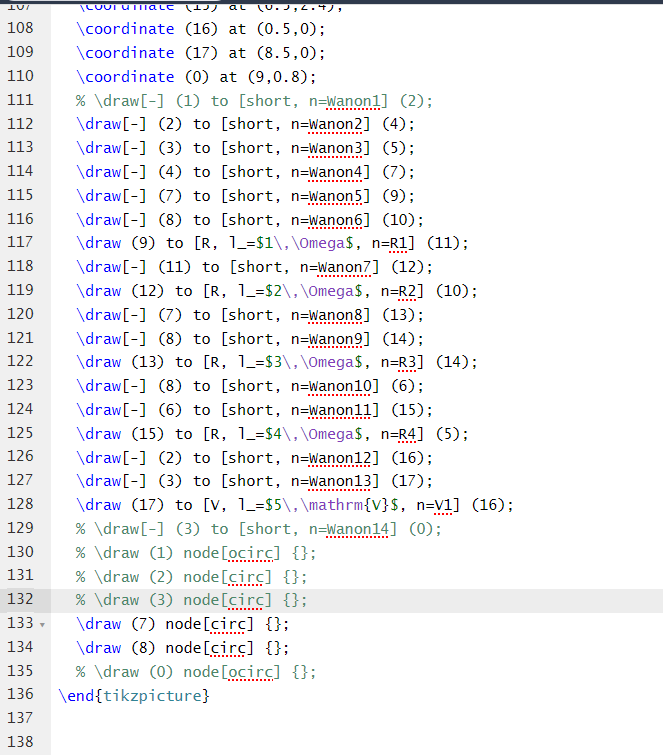 107 \coordinate (15) at (0.5,2.4);
108 \coordinate (16) at (0.5,0);
109 \coordinate (17) at (8.5,0);
110 \coordinate (0) at (9,0.8);
111 % \draw[-] (1) to [short, n=Wanon1] (2);
112 \draw[-] (2) to [short, n=Wanon2] (4);
113 \draw[-] (3) to [short, n=Wanon3] (5);
114 \draw[-] (4) to [short, n=Wanon4] (7);
115 \draw[-] (7) to [short, n=Wanon5] (9);
116 \draw[-] (8) to [short, n=Wanon6] (10);
117 \draw (9) to [R, l_=$1\,\Omega$, n=R1] (11);
118 \draw[-] (11) to [short, n=Wanon7] (12);
119 \draw (12) to [R, l_=$2\,\Omega$, n=R2] (10);
120 \draw[-] (7) to [short, n=Wanon8] (13);
121 \draw[-] (8) to [short, n=Wanon9] (14);
122 \draw (13) to [R, l_=$3\,\Omega$, n=R3] (14);
123 \draw[-] (8) to [short, n=Wanon10] (6);
124 \draw[-] (6) to [short, n=Wanon11] (15);
125 \draw (15) to [R, l_=$4\,\Omega$, n=R4] (5);
126 \draw[-] (2) to [short, n=Wanon12] (16);
127 \draw[-] (3) to [short, n=Wanon13] (17);
128 \draw (17) to [V, l_=$5\,\mathrm{V}$, n=V1] (16);
129 % \draw[-] (3) to [short, n=Wanon14] (0);
130 % \draw (1) node[ocirc] {};
131 % \draw (2) node[circ] {};
132 % \draw (3) node[circ] {};
133 \draw (7) node[circ] {};
134 \draw (8) node[circ] {};
135 % \draw (0) node[ocirc] {};
136 \end{tikzpicture}
137
138